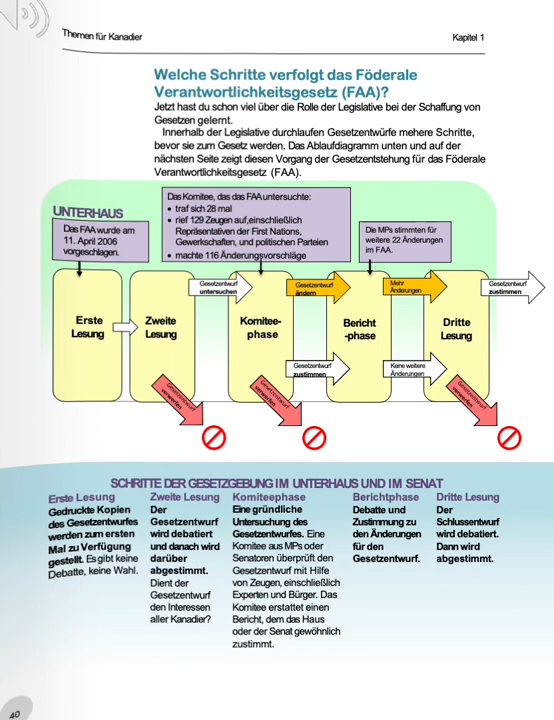 Themen für Kanadier
Kapitel 1
Welche Schritte verfolgt das Föderale
Verantwortlichkeitsgesetz (FAA)?
Jetzt hast du schon viel über die Rolle der Legislative bei der Schaffung von
Gesetzen gelernt.
Innerhalb der Legislative durchlaufen Gesetzentwürfe mehere Schritte,
bevor sie zum Gesetz werden. Das Ablaufdiagramm unten und auf der
nächsten Seite zeigt diesen Vorgang der Gesetzentstehung für das Föderale
Verantwortlichkeitsgesetz (FAA).
UNTERHAUS
Das FAA wurde am
11. April 2006
vorgeschlagen.
Das Komitee, das das FAA untersuchte:
• traf sich 28 mal
• rief 129 Zeugen auf,einschließlich
Repräsentativen der First Nations,
Gewerkschaften, und politischen Parteien
• machte 116 Änderungsvorschläge
Die MPs stimmten für
weitere 22 Änderungen
im FAA.
Erste
Lesung
Zweite
Lesung
Gesetzentwurf
untersuchen
Gesetzentwurf
verwerfen
Komitee-
phase
Gesetzentwurf
ändern
Gesetzentwurf
zustimmen
Gesetzentwurf
verwerfen
Bericht
-phase
Mehr
Änderungen
Keine weitere
Änderungen
Dritte
Lesung
Gesetzentwurf
zustimmen
Gesetzentwurf
verwerfen
SCHRITTE DER GESETZGEBUNG IM UNTERHAUS UND IM SENAT
Erste Lesung
Gedruckte Kopien
des Gesetzentwurfes
werden zum ersten
Mal zu Verfügung
gestellt. Es gibt keine
Debatte, keine Wahl.
Zweite Lesung
Der
Gesetzentwurf
wird debatiert
und danach wird
darüber
abgestimmt.
Dient der
Gesetzentwurf
den Interessen
aller Kanadier?
Komiteephase
Eine gründliche
Untersuchung des
Gesetzentwurfes. Eine
Komitee aus MPs oder
Senatoren überprüft den
Gesetzentwurf mit Hilfe
von Zeugen, einschließlich
Experten und Bürger. Das
Komitee erstattet einen
Bericht, dem das Haus
oder der Senat gewöhnlich
zustimmt.
Berichtphase
Debatte und
Zustimmung zu
den Änderungen
für den
Gesetzentwurf.
Dritte Lesung
Der
Schlussentwurf
wird debatiert.
Dann wird
abgestimmt.
40